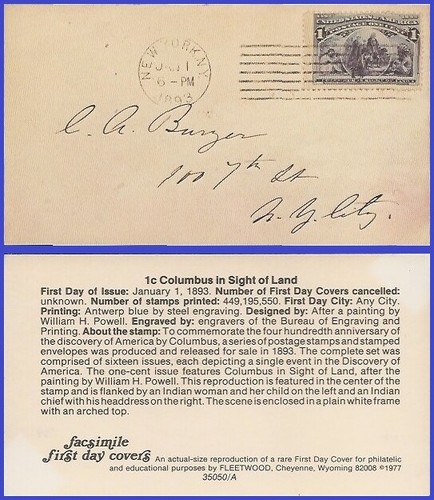 NEW YORK, N.Y.
JAN 1
6-PM
1893
UNITED STATES OF AMERICA
1 1
C. A. Burger
100 7th St
N. Y. City.
1c Columbus in Sight of Land
First Day of Issue: January 1, 1893. Number of First Day Covers cancelled:
unknown. Number of stamps printed: 449,195,550. First Day City: Any City.
Printing: Antwerp blue by steel engraving. Designed by: After a painting by
William H. Powell. Engraved by: engravers of the Bureau of Engraving and
Printing. About the stamp: To commemorate the four hundredth anniversary of
the discovery of America by Columbus, a series of postage stamps and stamped
envelopes was produced and released for sale in 1893. The complete set was
comprised of sixteen issues, each depicting a single event in the Discovery of
America. The one-cent issue features Columbus in Sight of Land, after the
painting by William H. Powell. This reproduction is featured in the center of the
stamp and is flanked by an Indian woman and her child on the left and an Indian
chief with his headdress on the right. The scene is enclosed in a plain white frame
with an arched top.
facsimile
first day covers
An actual-size reproduction of a rare First Day Cover for philatelic
and educational purposes by FLEETWOOD, Cheyenne, Wyoming 82008 ©1977
35050/A